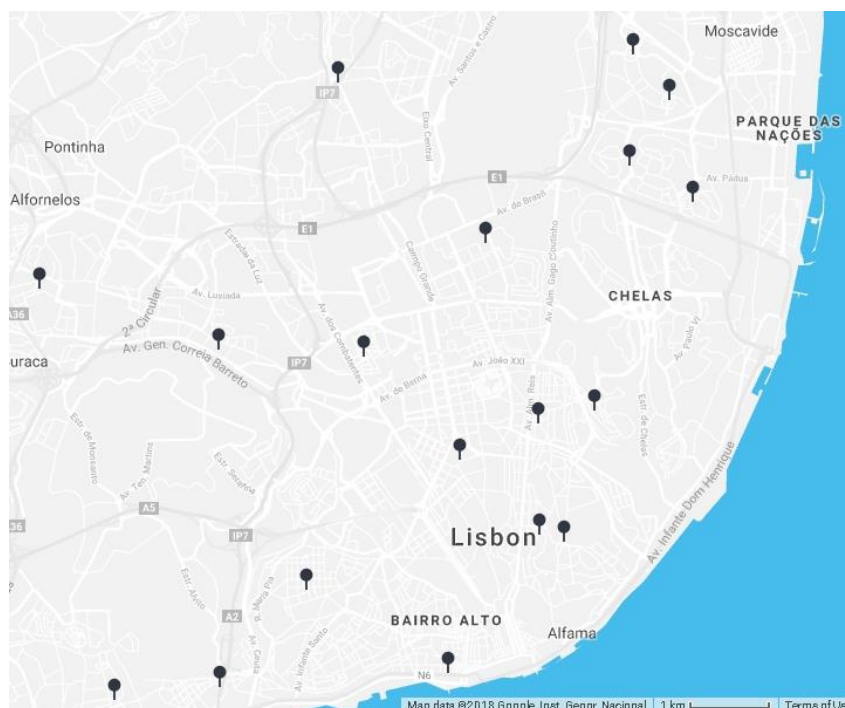 Moscavide
Av. Santos e Castro
IP7
Eixo Central
PARQUE DAS
NAÇÕES
Pontinha
E1
Av. Pádua
Alfornelos
Av. do Brasil
E1
Estrada da Luz
Campo Grande
Av. Alm. Gago Coutinho
A36
Av. Lusíada
CHELAS
2ª Circular
Av. dos Combatentes
Av. Paulo VI
uraca
Av. Gen. Correia Barreto
IP7
Av. João XXI
Av. de Berna
Av. Alm. Reis
Estr. de Chelas
Estr. de Monsanto
Av. Ten. Martins
Estr. Serafina
Av. Infante Dom Henrique
A5
A36
IP7
Lisbon
Estr. Alvito
R. Maria Pia
A2
BAIRRO ALTO
Alfama
Av. Ceuta
Av. Infante Santo
N6
Map data ©2018 Google, Inst. Geogr. Nacional
1 km
Terms of Us